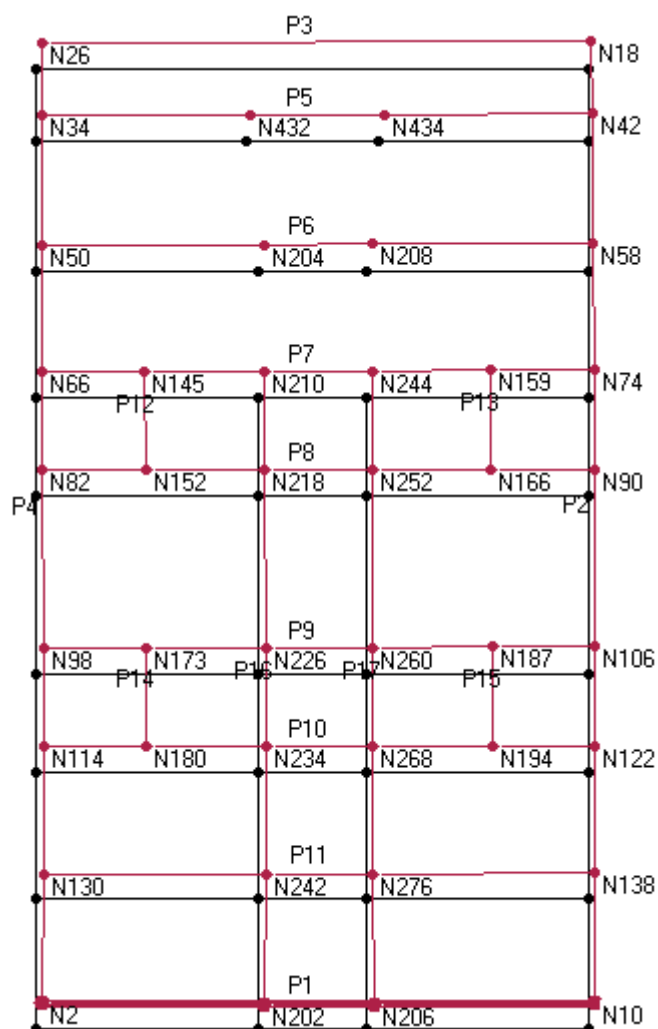 P3
N26 N18
P5
N34 N432 N434 N42
P6
N50 N204 N208 N58
P7
N66 N145 N210 N244 N159 N74
P12 P13
P8
N82 N152 N218 N252 N166 N90
P4 P2
P9
N98 N173 N226 N260 N187 N106
P14 P16 P17 P15
P10
N114 N180 N234 N268 N194 N122
P11
N130 N242 N276 N138
P1
N2 N202 N206 N10